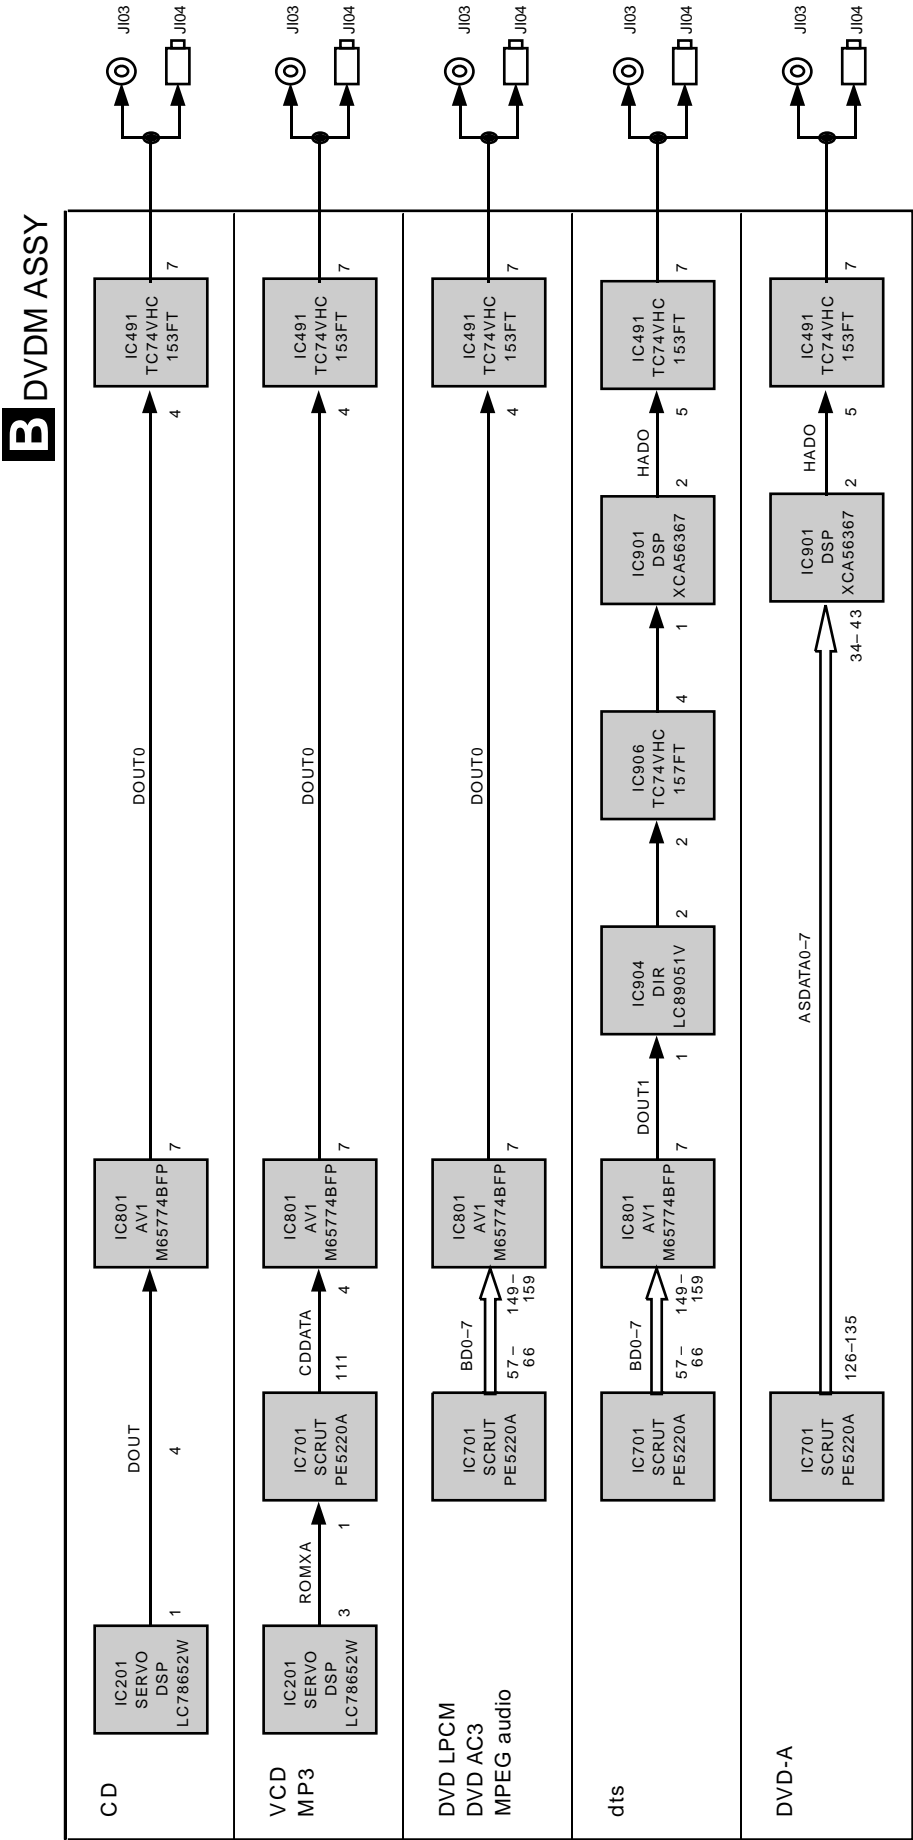 B DVDM ASSY
CD
IC201
SERVO
DSP
LC78652W
1
DOUT
4
IC801
AV1
M65774BFP
7
DOUT0
4
IC491
TC74VHC
153FT
7
JI03
JI04
VCD
MP3
IC201
SERVO
DSP
LC78652W
3
ROMXA
1
IC701
SCRUT
PE5220A
111
CDDATA
4
IC801
AV1
M65774BFP
7
DOUT0
4
IC491
TC74VHC
153FT
7
JI03
JI04
DVD LPCM
DVD AC3
MPEG audio
IC701
SCRUT
PE5220A
57–
66
BD0–7
149–
159
IC801
AV1
M65774BFP
7
DOUT0
4
IC491
TC74VHC
153FT
7
JI03
JI04
dts
IC701
SCRUT
PE5220A
57–
66
BD0–7
149–
159
IC801
AV1
M65774BFP
7
DOUT1
1
IC904
DIR
LC89051V
2
2
IC906
TC74VHC
157FT
4
1
IC901
DSP
XCA56367
2
HADO
5
IC491
TC74VHC
153FT
7
JI03
JI04
DVD-A
IC701
SCRUT
PE5220A
126–135
ASDATA0–7
34–43
IC901
DSP
XCA56367
2
HADO
5
IC491
TC74VHC
153FT
7
JI03
JI04